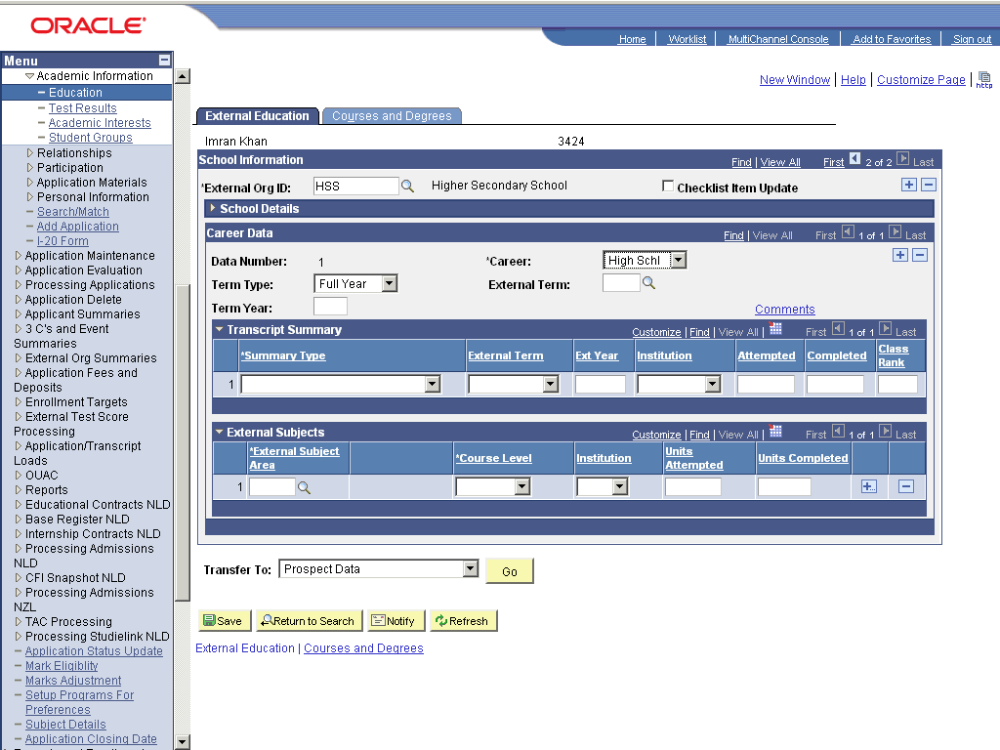 ORACLE®
Home Worklist MultiChannel Console Add to Favorites Sign out
Menu
Academic Information
Education
Test Results
Academic Interests
Student Groups
Relationships
Participation
Application Materials
Personal Information
Search/Match
Add Application
I-20 Form
Application Maintenance
Application Evaluation
Processing Applications
Application Delete
Applicant Summaries
3 C's and Event
Summaries
External Org Summaries
Application Fees and
Deposits
Enrollment Targets
External Test Score
Processing
Application/Transcript
Loads
OUAC
Reports
Educational Contracts NLD
Base Register NLD
Internship Contracts NLD
Processing Admissions
NLD
CFI Snapshot NLD
Processing Admissions
NZL
TAC Processing
Processing Studielink NLD
Application Status Update
Mark Eligiblity
Marks Adjustment
Setup Programs For
Preferences
Subject Details
Application Closing Date
New Window | Help | Customize Page | http
External Education Courses and Degrees
Imran Khan 3424
School Information Find | View All First 2 of 2 Last
*External Org ID: HSS Higher Secondary School Checklist Item Update
School Details
Career Data Find | View All First 1 of 1 Last
Data Number: 1 *Career: High Schl
Term Type: Full Year External Term:
Term Year: Comments
Transcript Summary Customize | Find | View All | First 1 of 1 Last
*Summary Type External Term Ext Year Institution Attempted Completed Class Rank
1
External Subjects Customize | Find | View All | First 1 of 1 Last
*External Subject Area *Course Level Institution Units Attempted Units Completed
1
Transfer To: Prospect Data Go
Save Return to Search Notify Refresh
External Education | Courses and Degrees